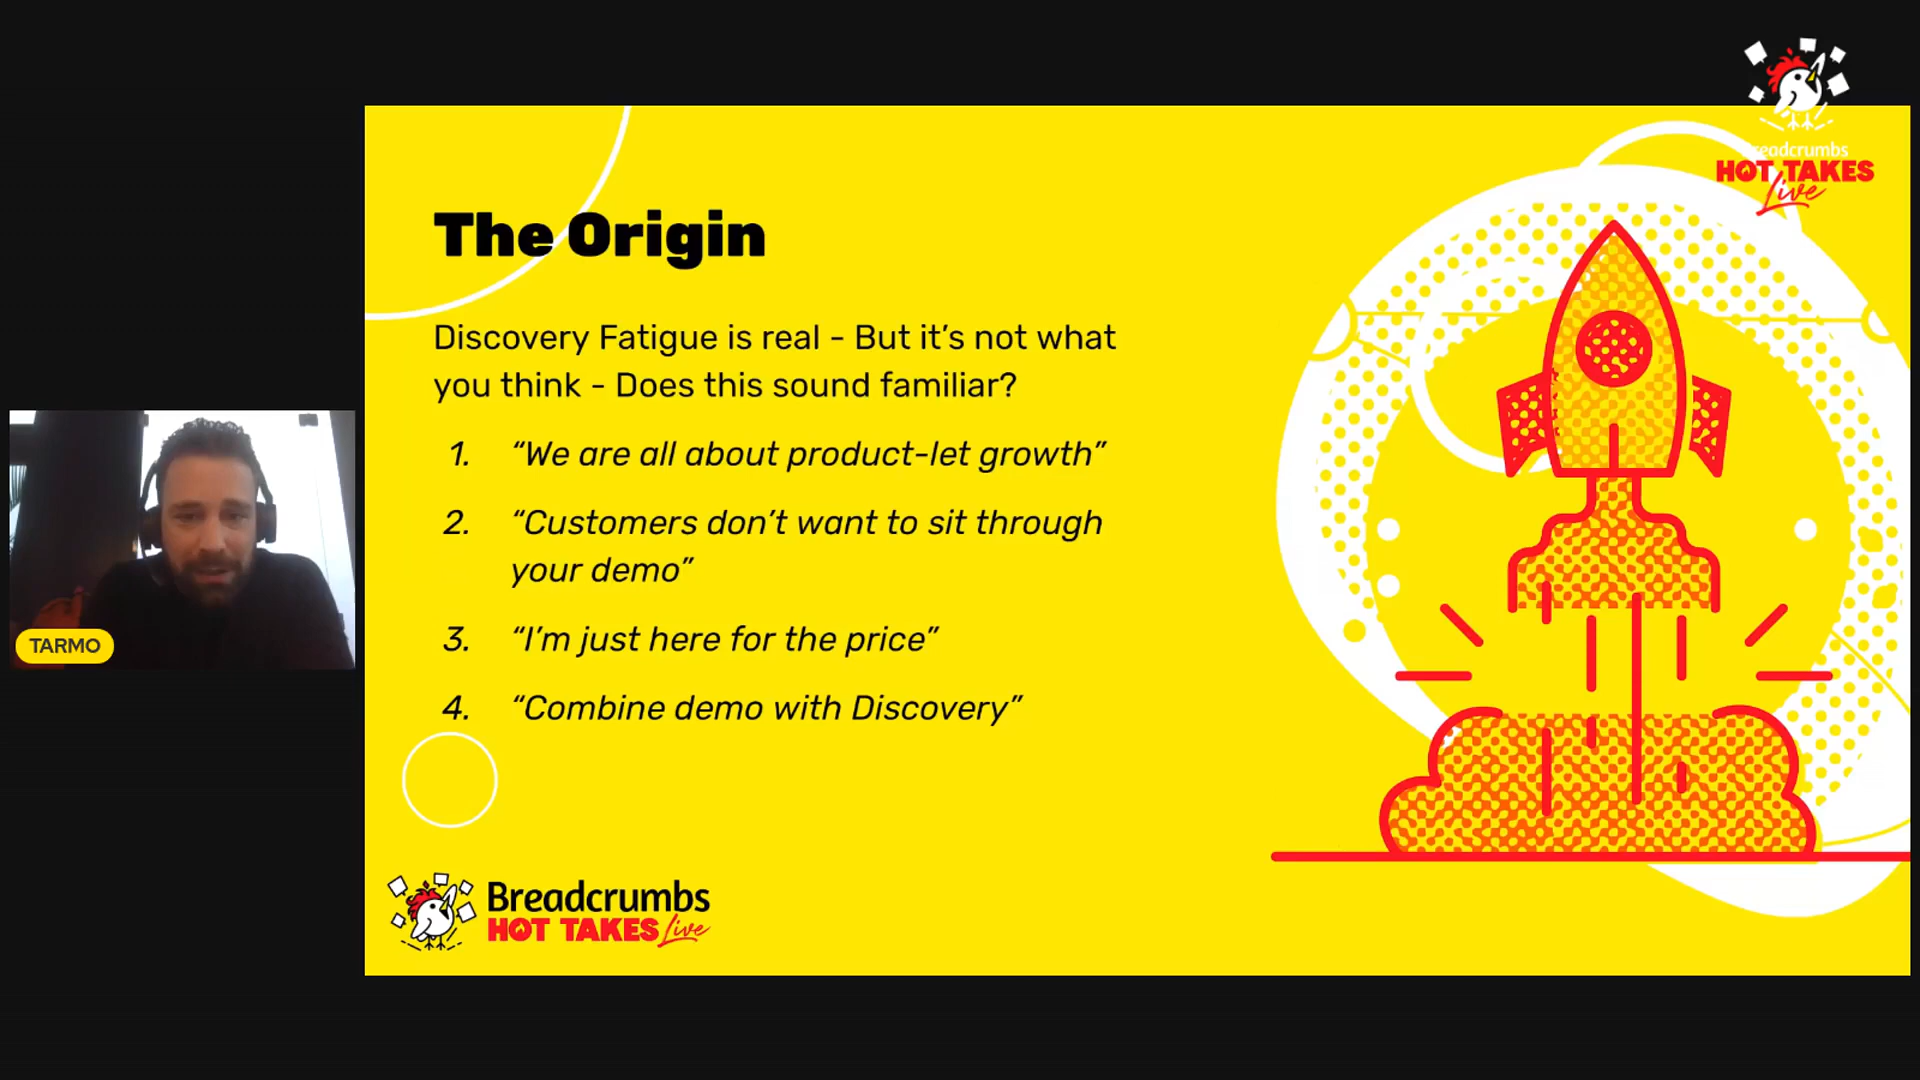 readcrumbs
HOT TAKES
Live
The Origin
Discovery Fatigue is real - But it’s not what
you think - Does this sound familiar?
1. “We are all about product-let growth”
2. “Customers don’t want to sit through
your demo”
3. “I’m just here for the price”
4. “Combine demo with Discovery”
TARMO
Breadcrumbs
HOT TAKES Live